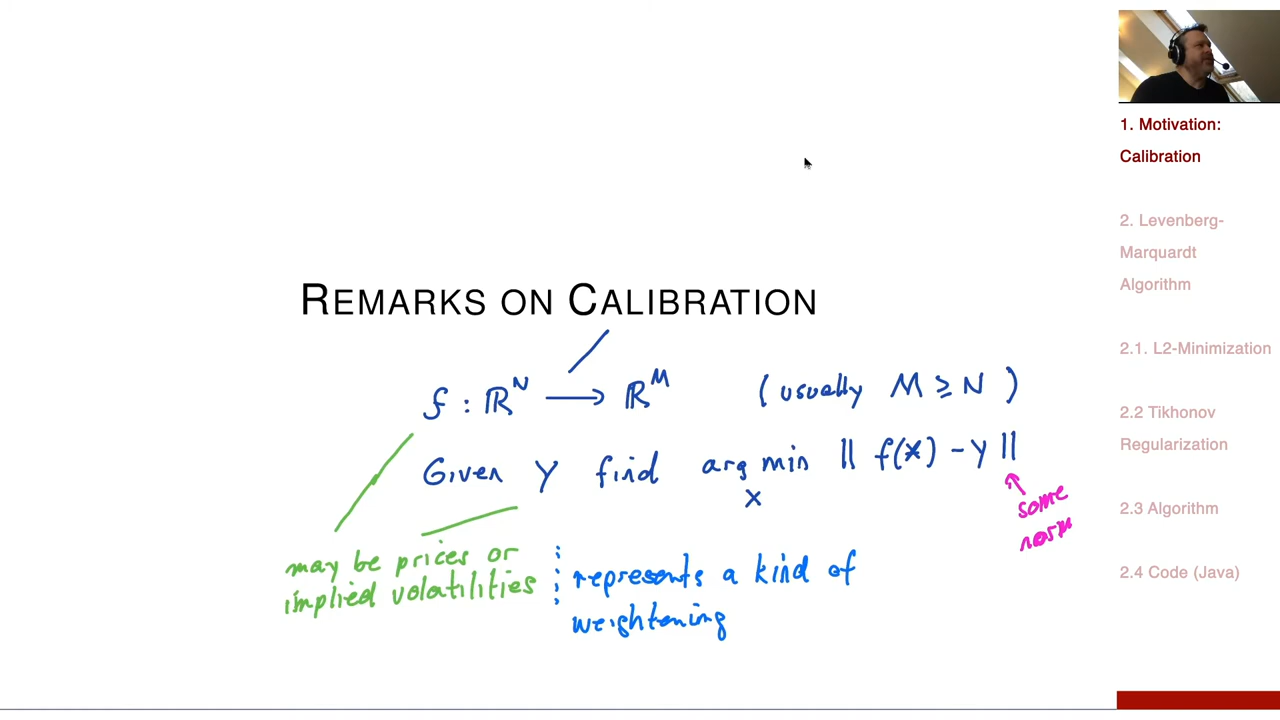 REMARKS ON CALIBRATION
f : ℝ^N ⟶ ℝ^M (usually M ≥ N )
Given y find arg min || f(x) - y ||
x
some
norm
may be prices or
implied volatilities
represents a kind of
weightening
1. Motivation:
Calibration
2. Levenberg-
Marquardt
Algorithm
2.1. L2-Minimization
2.2 Tikhonov
Regularization
2.3 Algorithm
2.4 Code (Java)